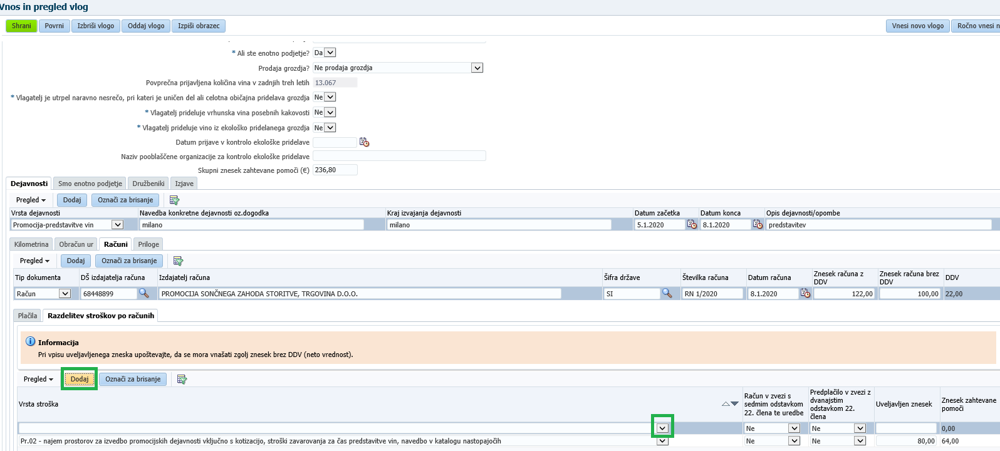 Vnos in pregled vlog
Shrani Povrni Izbriši vlogo Oddaj vlogo Izpiši obrazec Vnesi novo vlogo Ročno vnesi n
* Ali ste enotno podjetje? Da
Prodaja grozdja? Ne prodaja grozdja
Povprečna prijavljena količina vina v zadnjih treh letih 13.067
* Vlagatelj je utrpel naravno nesrečo, pri kateri je uničen del ali celotna običajna pridelava grozdja Ne
* Vlagatelj prideluje vrhunska vina posebnih kakovosti Ne
* Vlagatelj prideluje vino iz ekološko pridelanega grozdja Ne
Datum prijave v kontrolo ekološke pridelave
Naziv pooblaščene organizacije za kontrolo ekološke pridelave
Skupni znesek zahtevane pomoči (€) 236,80
Dejavnosti Smo enotno podjetje Družbeniki Izjave
Pregled Dodaj Označi za brisanje
Vrsta dejavnosti Navedba konkretne dejavnosti oz.dogodka Kraj izvajanja dejavnosti Datum začetka Datum konca Opis dejavnosti/opombe
Promocija-predstavitve vin milano milano 5.1.2020 8.1.2020 predstavitev
Kilometrina Obračun ur Računi Priloge
Pregled Dodaj Označi za brisanje
Tip dokumenta DŠ izdajatelja računa Izdajatelj računa Šifra države Številka računa Datum računa Znesek računa z DDV Znesek računa brez DDV DDV
Račun 68448899 PROMOCIJA SONČNEGA ZAHODA STORITVE, TRGOVINA D.O.O. SI RN 1/2020 8.1.2020 122,00 100,00 22,00
Plačila Razdelitev stroškov po računih
Informacija
Pri vpisu uveljavljenega zneska upoštevajte, da se mora vnašati zgolj znesek brez DDV (neto vrednost).
Pregled Dodaj Označi za brisanje
Vrsta stroška Račun v zvezi s sedmim odstavkom 22. člena te uredbe Predplačilo v zvezi z dvanajstim odstavkom 22. člena Uveljavljen znesek Znesek zahtevane pomoči
Ne Ne 0,00
Pr.02 - najem prostorov za izvedbo promocijskih dejavnosti vključno s kotizacijo, stroški zavarovanja za čas predstavitve vin, navedbo v katalogu nastopajočih Ne Ne 80,00 64,00